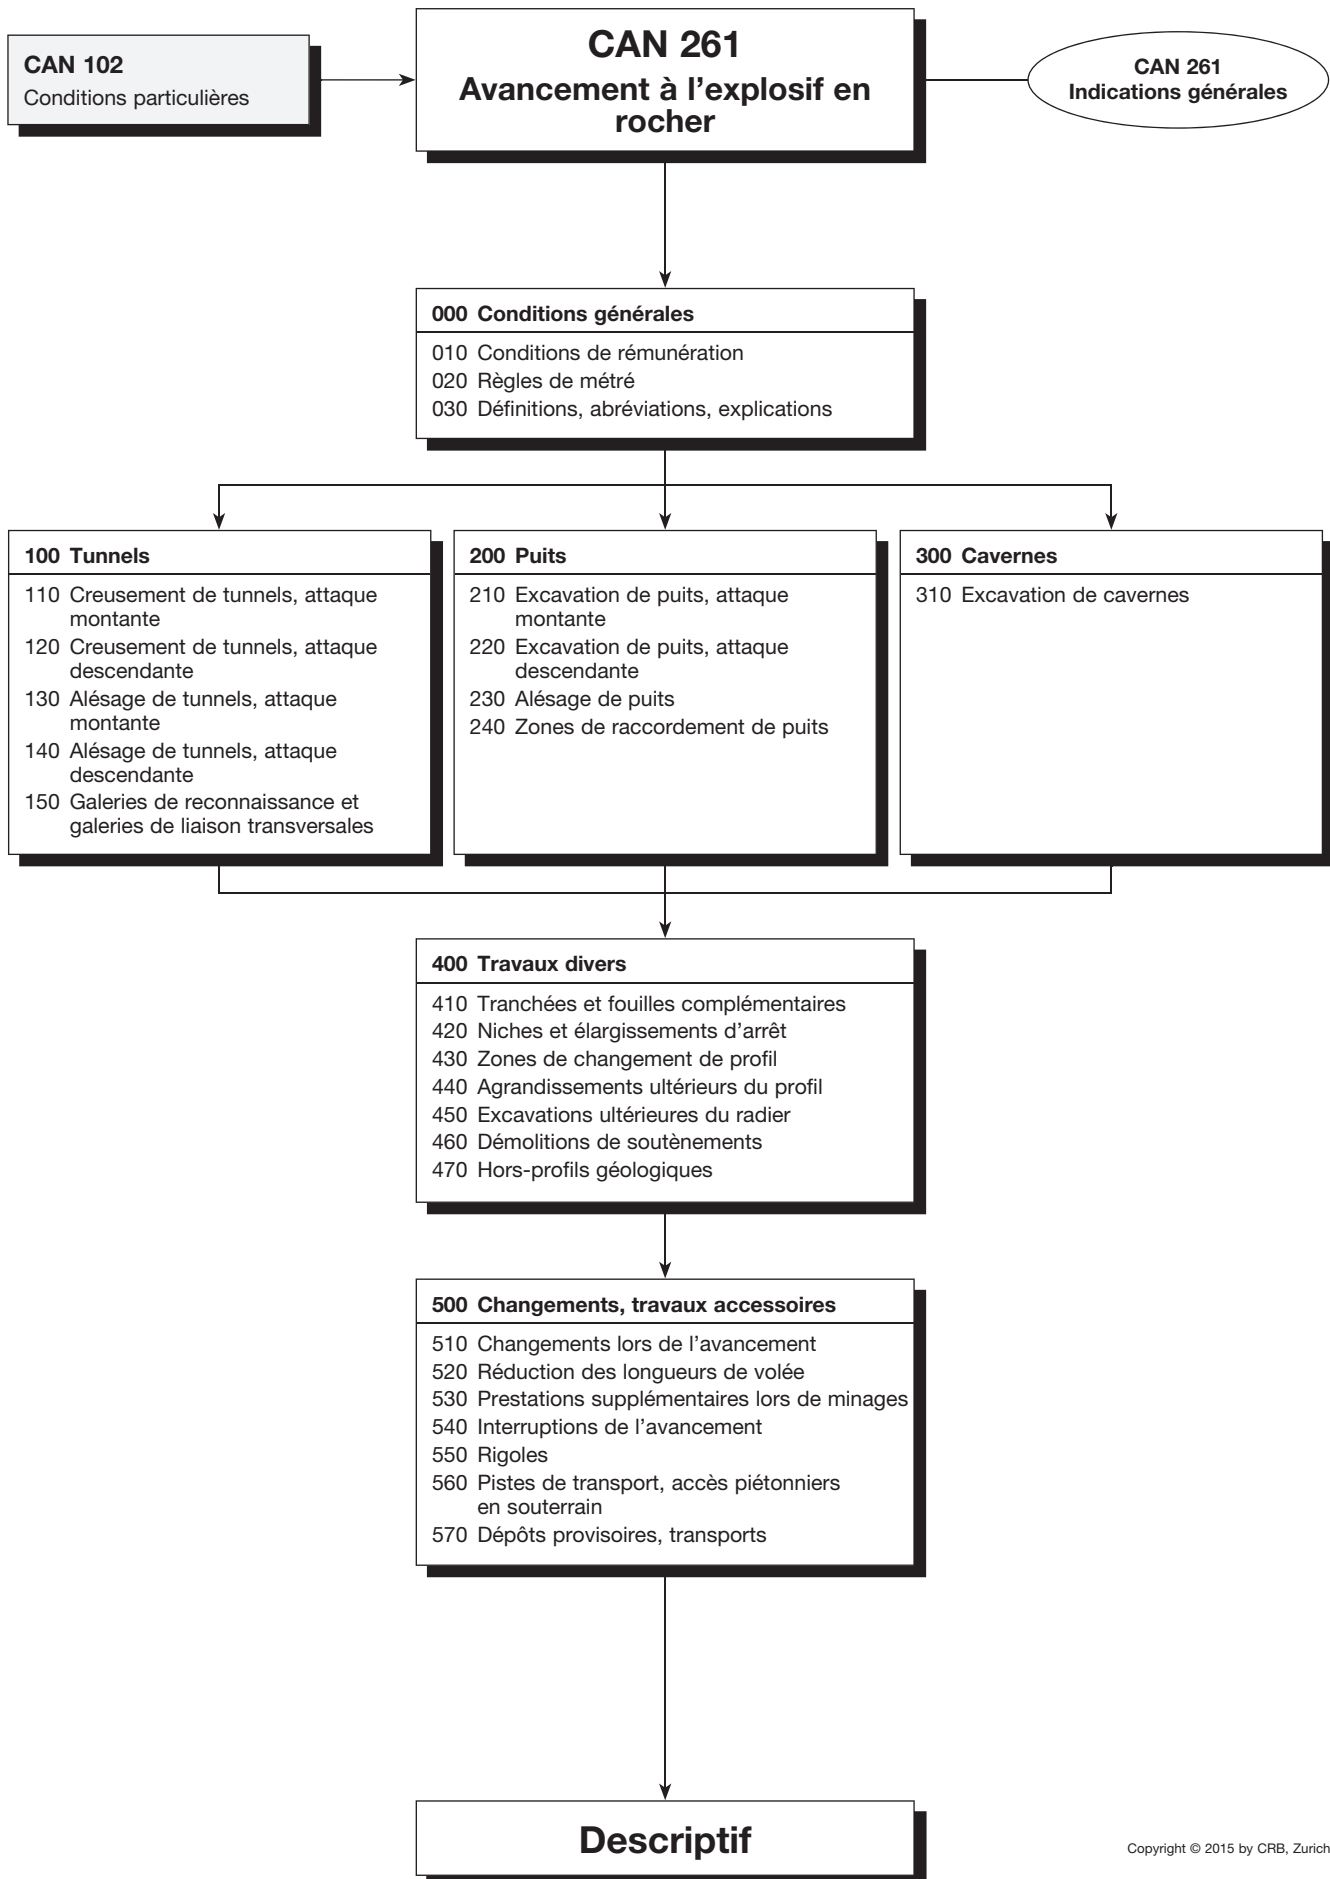 CAN 102
Conditions particulières
CAN 261
Avancement à l’explosif en
rocher
CAN 261
Indications générales
000 Conditions générales
010 Conditions de rémunération
020 Règles de métré
030 Définitions, abréviations, explications
100 Tunnels
110 Creusement de tunnels, attaque
montante
120 Creusement de tunnels, attaque
descendante
130 Alésage de tunnels, attaque
montante
140 Alésage de tunnels, attaque
descendante
150 Galeries de reconnaissance et
galeries de liaison transversales
200 Puits
210 Excavation de puits, attaque
montante
220 Excavation de puits, attaque
descendante
230 Alésage de puits
240 Zones de raccordement de puits
300 Cavernes
310 Excavation de cavernes
400 Travaux divers
410 Tranchées et fouilles complémentaires
420 Niches et élargissements d’arrêt
430 Zones de changement de profil
440 Agrandissements ultérieurs du profil
450 Excavations ultérieures du radier
460 Démolitions de soutènements
470 Hors-profils géologiques
500 Changements, travaux accessoires
510 Changements lors de l’avancement
520 Réduction des longueurs de volée
530 Prestations supplémentaires lors de minages
540 Interruptions de l’avancement
550 Rigoles
560 Pistes de transport, accès piétonniers
en souterrain
570 Dépôts provisoires, transports
Descriptif
Copyright © 2015 by CRB, Zurich